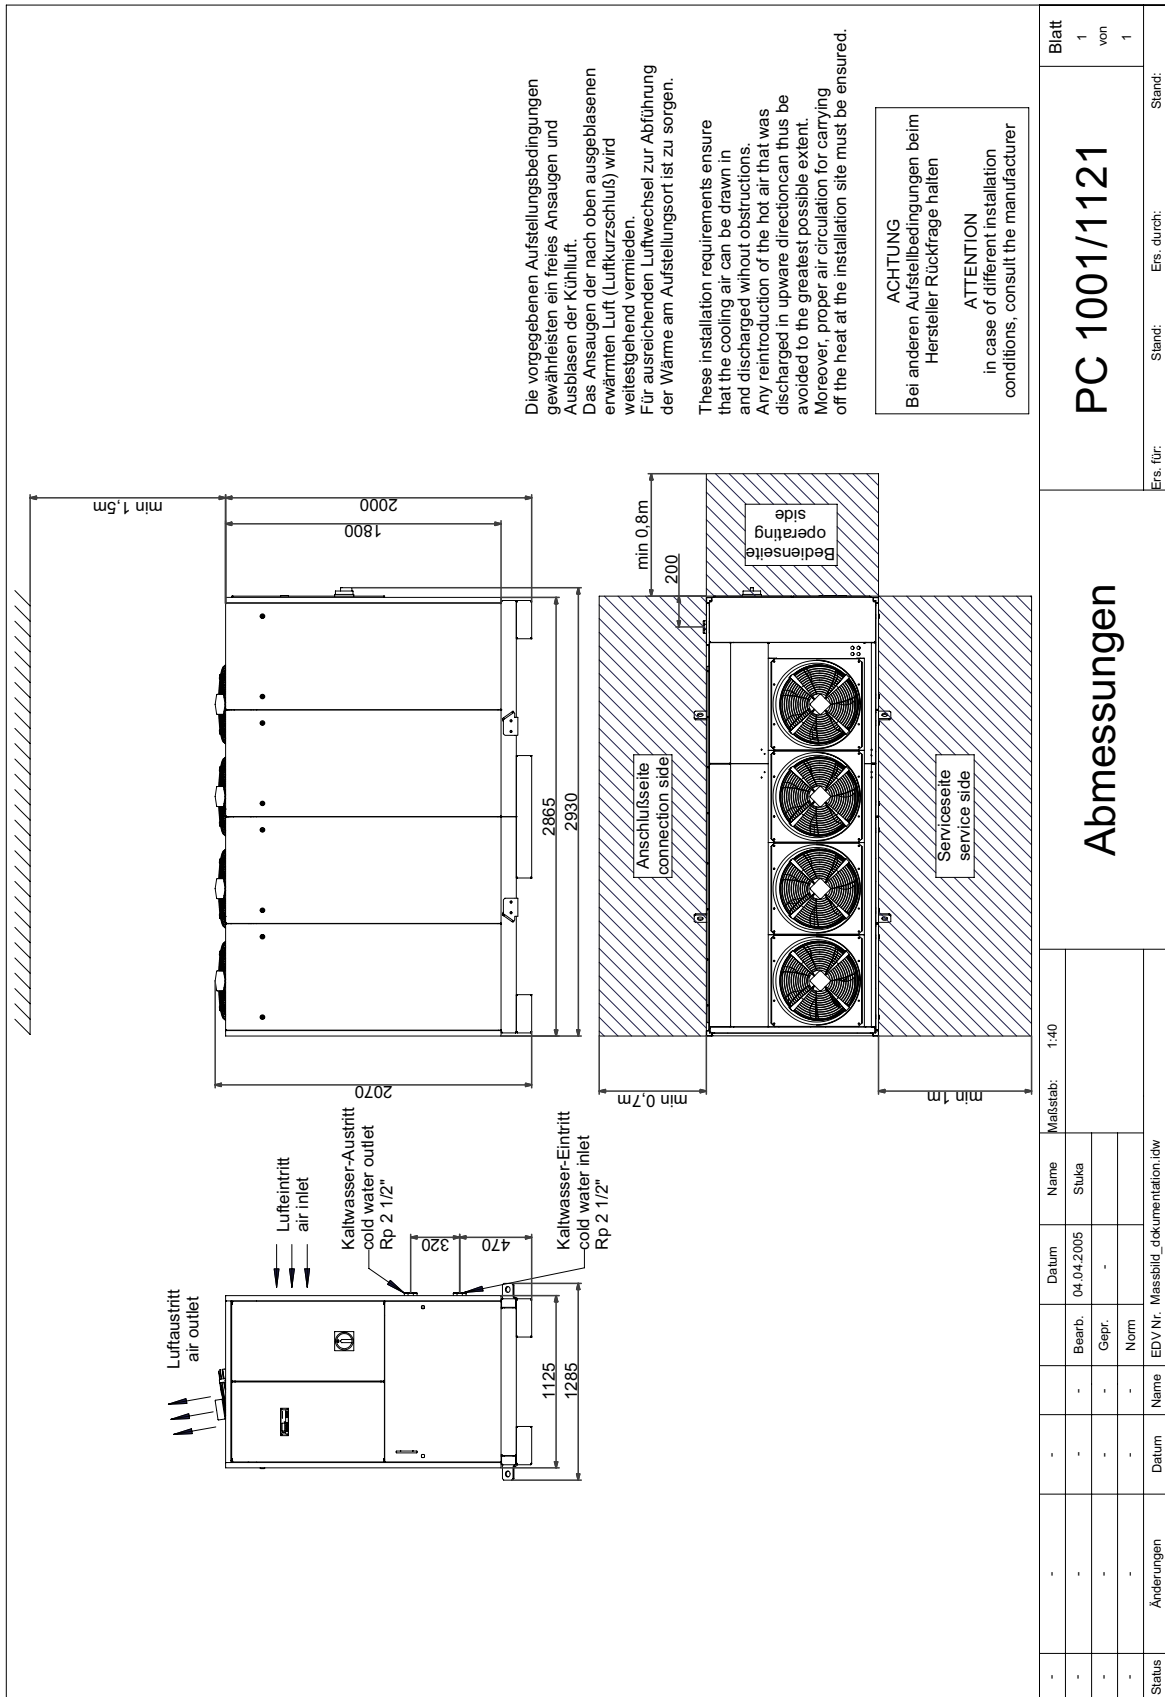 min 1,5m
2000
1800
2070
2865
2930
Luftaustritt
air outlet
Lufteintritt
air inlet
Kaltwasser-Austritt
cold water outlet
Rp 2 1/2"
320
470
Kaltwasser-Eintritt
cold water inlet
Rp 2 1/2"
1125
1285
min 0,8m
200
min 0,7m
min 1m
Anschlußseite
connection side
Bedienseite
operating
side
Serviceseite
service side
Die vorgegebenen Aufstellungsbedingungen
gewährleisten ein freies Ansaugen und
Ausblasen der Kühlluft.
Das Ansaugen der nach oben ausgeblasenen
erwärmten Luft (Luftkurzschluß) wird
weitestgehend vermieden.
Für ausreichenden Luftwechsel zur Abführung
der Wärme am Aufstellungsort ist zu sorgen.
These installation requirements ensure
that the cooling air can be drawn in
and discharged wihout obstructions.
Any reintroduction of the hot air that was
discharged in upware directioncan thus be
avoided to the greatest possible extent.
Moreover, proper air circulation for carrying
off the heat at the installation site must be ensured.
ACHTUNG
Bei anderen Aufstellbedingungen beim
Hersteller Rückfrage halten
ATTENTION
in case of different installation
conditions, consult the manufacturer
- - - Datum Name Maßstab: 1:40
- - - - Bearb. 04.04.2005 Stuka
- - - - Gepr. -
- - - - Norm
Status Änderungen Datum Name EDV Nr. Massbild_dokumentation.idw
Abmessungen
PC 1001/1121
Blatt
1
von
1
Ers. für: Stand: Ers. durch: Stand: